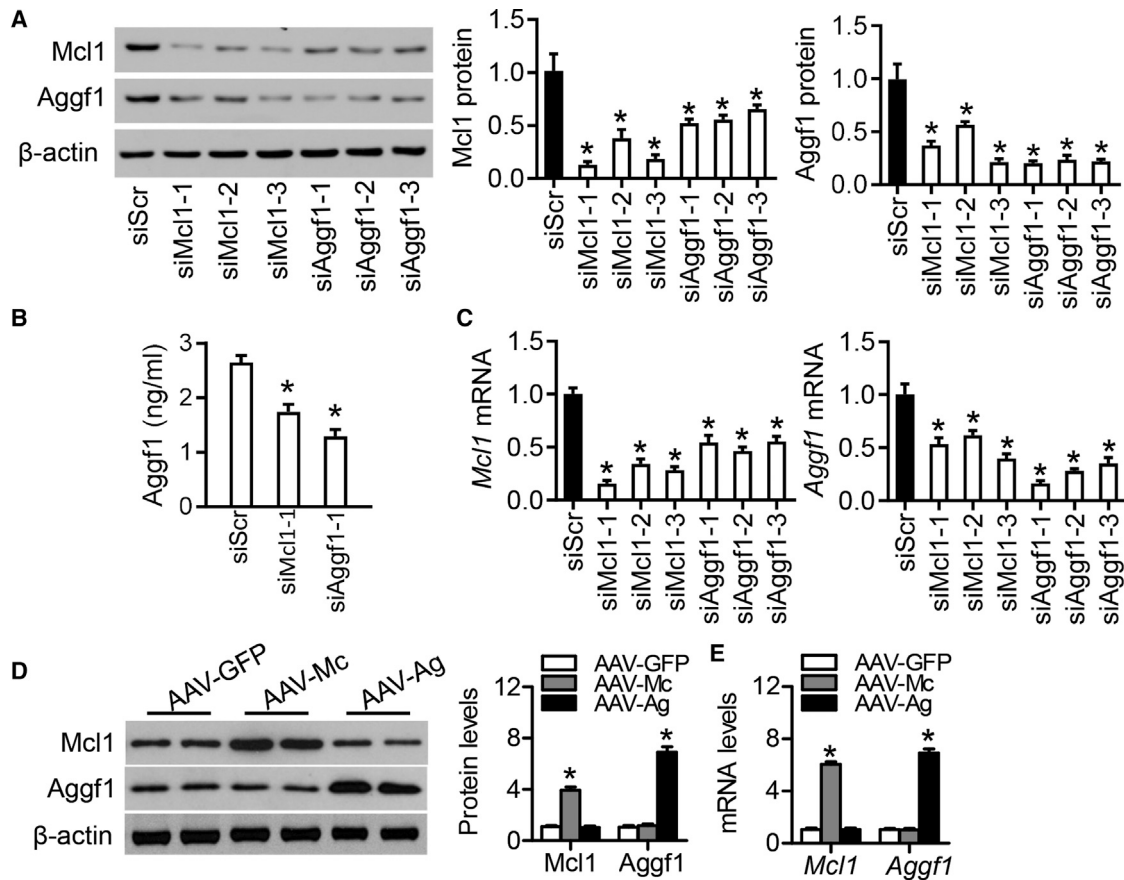 A
Mcl1
Aggf1
β-actin
siScr
siMcl1-1
siMcl1-2
siMcl1-3
siAggf1-1
siAggf1-2
siAggf1-3
Mcl1 protein
1.5
1.0
0.5
0.0
* * * * * *
siScr
siMcl1-1
siMcl1-2
siMcl1-3
siAggf1-1
siAggf1-2
siAggf1-3
Aggf1 protein
1.5
1.0
0.5
0.0
* * * * * *
siScr
siMcl1-1
siMcl1-2
siMcl1-3
siAggf1-1
siAggf1-2
siAggf1-3
B
Aggf1 (ng/ml)
3
2
1
0
* *
siScr
siMcl1-1
siAggf1-1
C
Mcl1 mRNA
1.5
1.0
0.5
0.0
* * * * * *
siScr
siMcl1-1
siMcl1-2
siMcl1-3
siAggf1-1
siAggf1-2
siAggf1-3
Aggf1 mRNA
1.5
1.0
0.5
0.0
* * * * * *
siScr
siMcl1-1
siMcl1-2
siMcl1-3
siAggf1-1
siAggf1-2
siAggf1-3
D
AAV-GFP
AAV-Mc
AAV-Ag
Mcl1
Aggf1
β-actin
AAV-GFP
AAV-Mc
AAV-Ag
Protein levels
12
8
4
0
* *
Mcl1 Aggf1
E
AAV-GFP
AAV-Mc
AAV-Ag
mRNA levels
12
8
4
0
* *
Mcl1 Aggf1